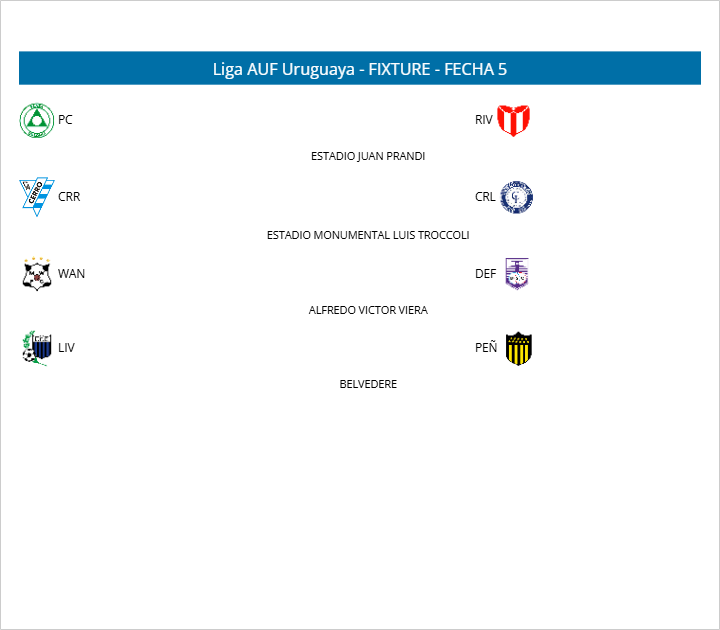 Liga AUF Uruguaya - FIXTURE - FECHA 5
PC
RIV
ESTADIO JUAN PRANDI
CERRO
CRR
CRL
ESTADIO MONUMENTAL LUIS TROCCOLI
WAN
DEF
ALFREDO VICTOR VIERA
LIV
PEÑ
BELVEDERE